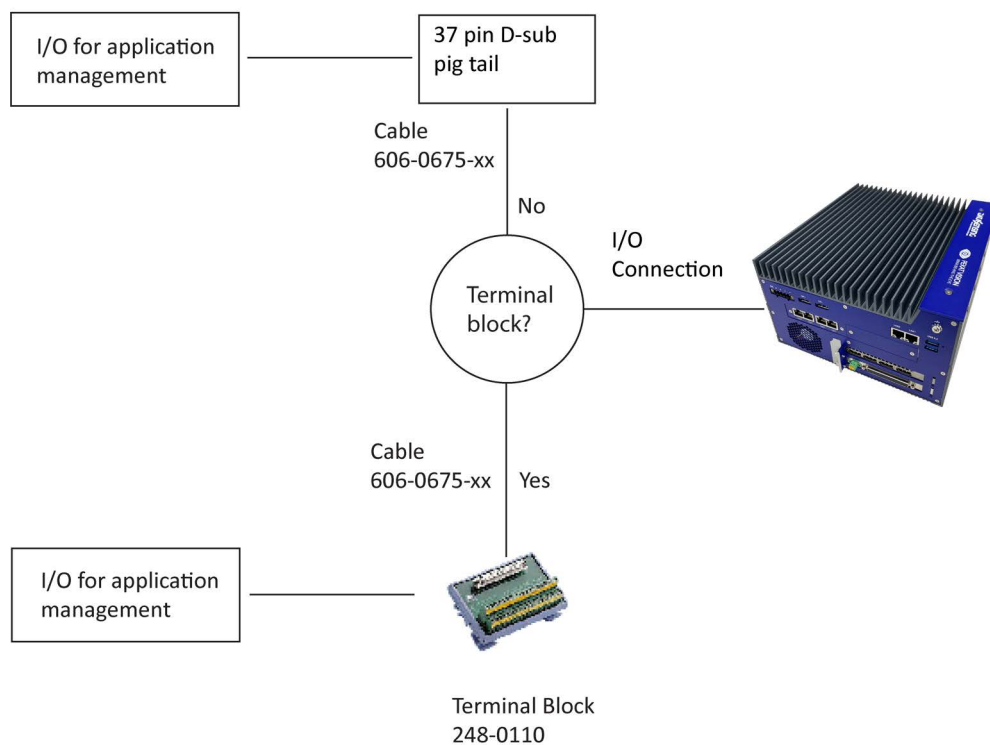 I/O for application
management
37 pin D-sub
pig tail
Cable
606-0675-xx
No
I/O
Connection
Terminal
block?
Cable
606-0675-xx
Yes
I/O for application
management
Terminal Block
248-0110